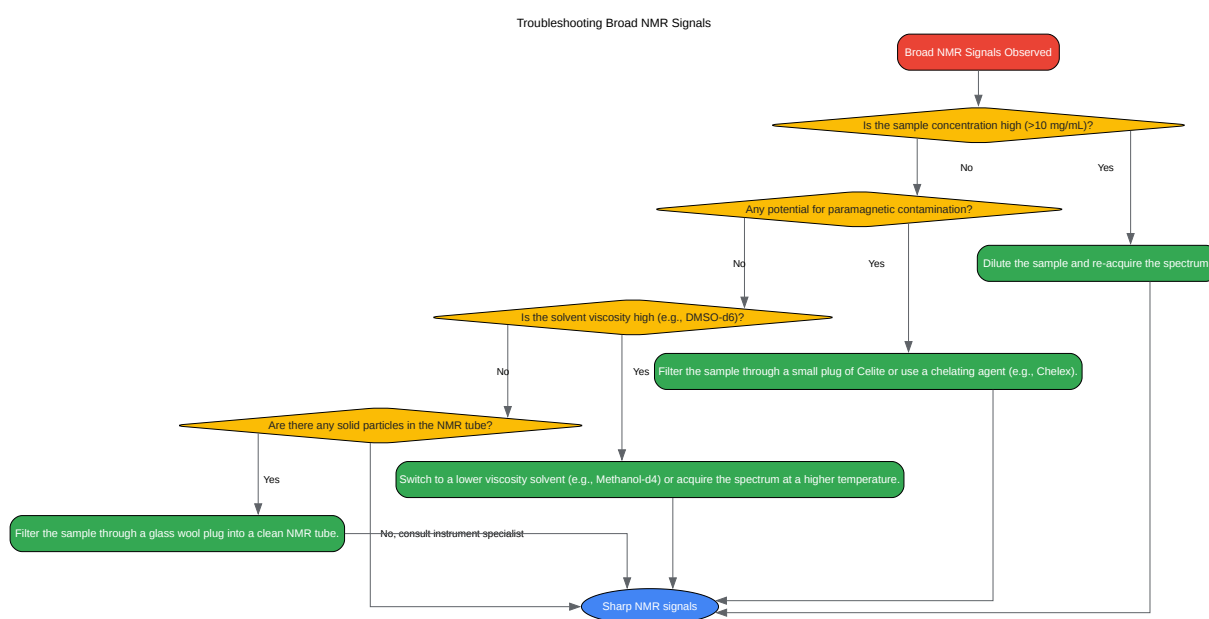 Troubleshooting Broad NMR Signals
Broad NMR Signals Observed
Is the sample concentration high (>10 mg/mL)?
No
Yes
Any potential for paramagnetic contamination?
No
Yes
Dilute the sample and re-acquire the spectrum
Is the solvent viscosity high (e.g., DMSO-d6)?
No
Yes
Filter the sample through a small plug of Celite or use a chelating agent (e.g., Chelex).
Are there any solid particles in the NMR tube?
Yes
Switch to a lower viscosity solvent (e.g., Methanol-d4) or acquire the spectrum at a higher temperature.
Filter the sample through a glass wool plug into a clean NMR tube.
No, consult instrument specialist
Sharp NMR signals